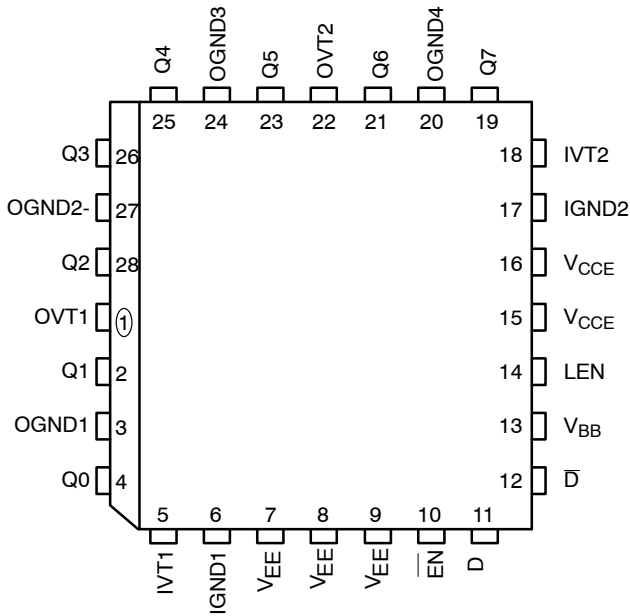 Q4 OGND3 Q5 OVT2 Q6 OGND4 Q7
25 24 23 22 21 20 19
Q3 26 18 IVT2
OGND2- 27 17 IGND2
Q2 28 16 V_CCE
OVT1 1 15 V_CCE
Q1 2 14 LEN
OGND1 3 13 V_BB
Q0 4 12 D̅
5 6 7 8 9 10 11
IVT1 IGND1 V_EE V_EE V_EE E̅N̅ D